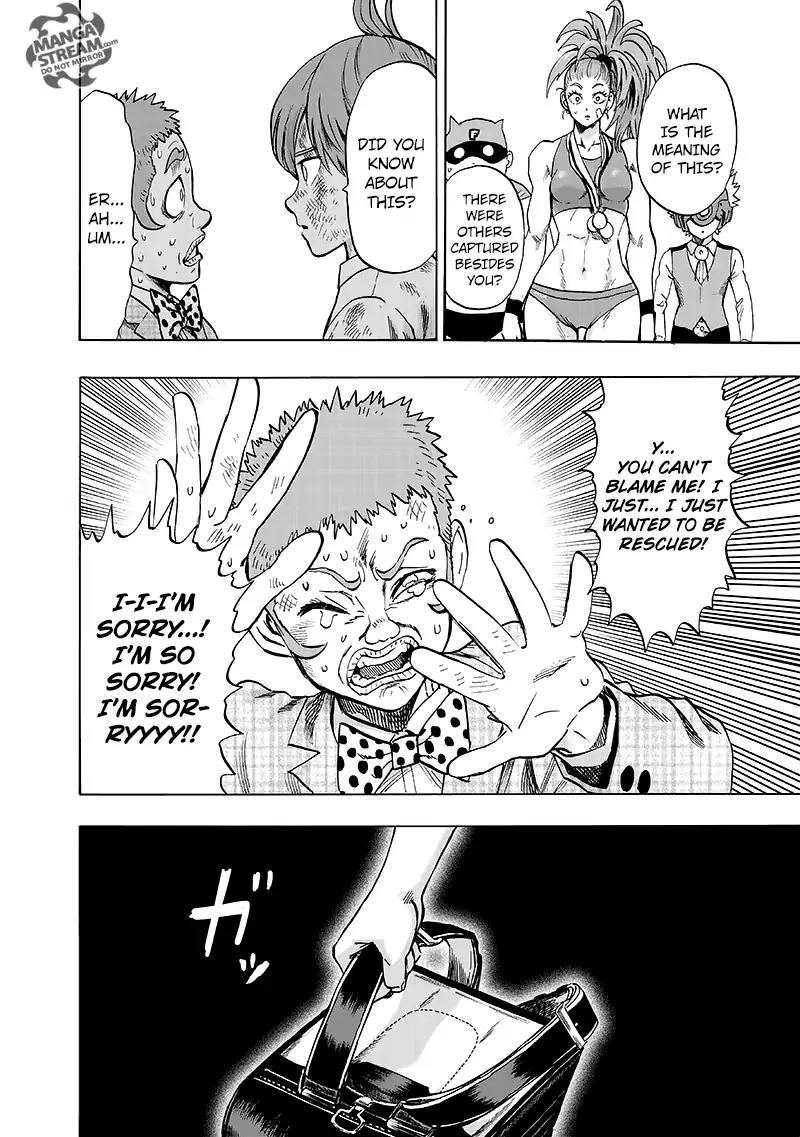 WHAT
IS THE
MEANING
OF THIS?
F
THERE
WERE
OTHERS
CAPTURED
BESIDES
YOU?
DID YOU
KNOW
ABOUT
THIS?
ER...
AH...
UM...
Y...
YOU CAN'T
BLAME ME! I
JUST... I JUST
WANTED TO BE
RESCUED!
I-I-I'M
SORRY...!
I'M SO
SORRY!
I'M SOR-
RYYYY!!
ガッ
MANGA
STREAM.com
DO NOT MIRROR